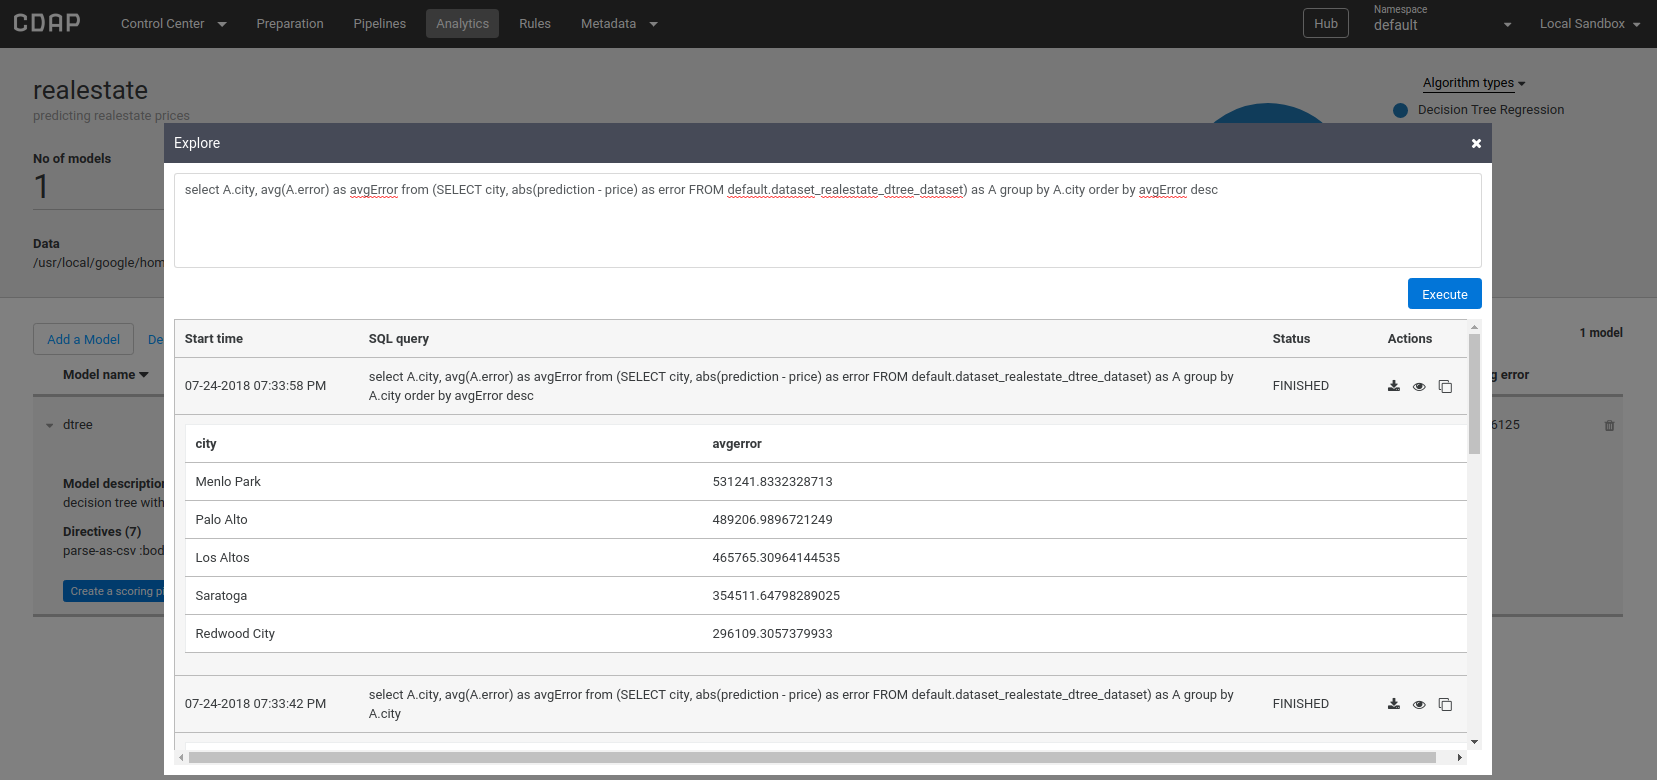 CDAP Control Center Preparation Pipelines Analytics Rules Metadata Hub Namespace default Local Sandbox
realestate
predicting realestate prices
Algorithm types
Decision Tree Regression
No of models
1
Data
/usr/local/google/hom
Explore
select A.city, avg(A.error) as avgError from (SELECT city, abs(prediction - price) as error FROM default.dataset_realestate_dtree_dataset) as A group by A.city order by avgError desc
Execute
Add a Model De
1 model
Model name
g error
dtree
6125
Model description
decision tree with
Directives (7)
parse-as-csv :bod
Create a scoring pi
Start time SQL query Status Actions
07-24-2018 07:33:58 PM select A.city, avg(A.error) as avgError from (SELECT city, abs(prediction - price) as error FROM default.dataset_realestate_dtree_dataset) as A group by FINISHED
A.city order by avgError desc
city avgerror
Menlo Park 531241.8332328713
Palo Alto 489206.9896721249
Los Altos 465765.30964144535
Saratoga 354511.64798289025
Redwood City 296109.3057379933
07-24-2018 07:33:42 PM select A.city, avg(A.error) as avgError from (SELECT city, abs(prediction - price) as error FROM default.dataset_realestate_dtree_dataset) as A group by FINISHED
A.city